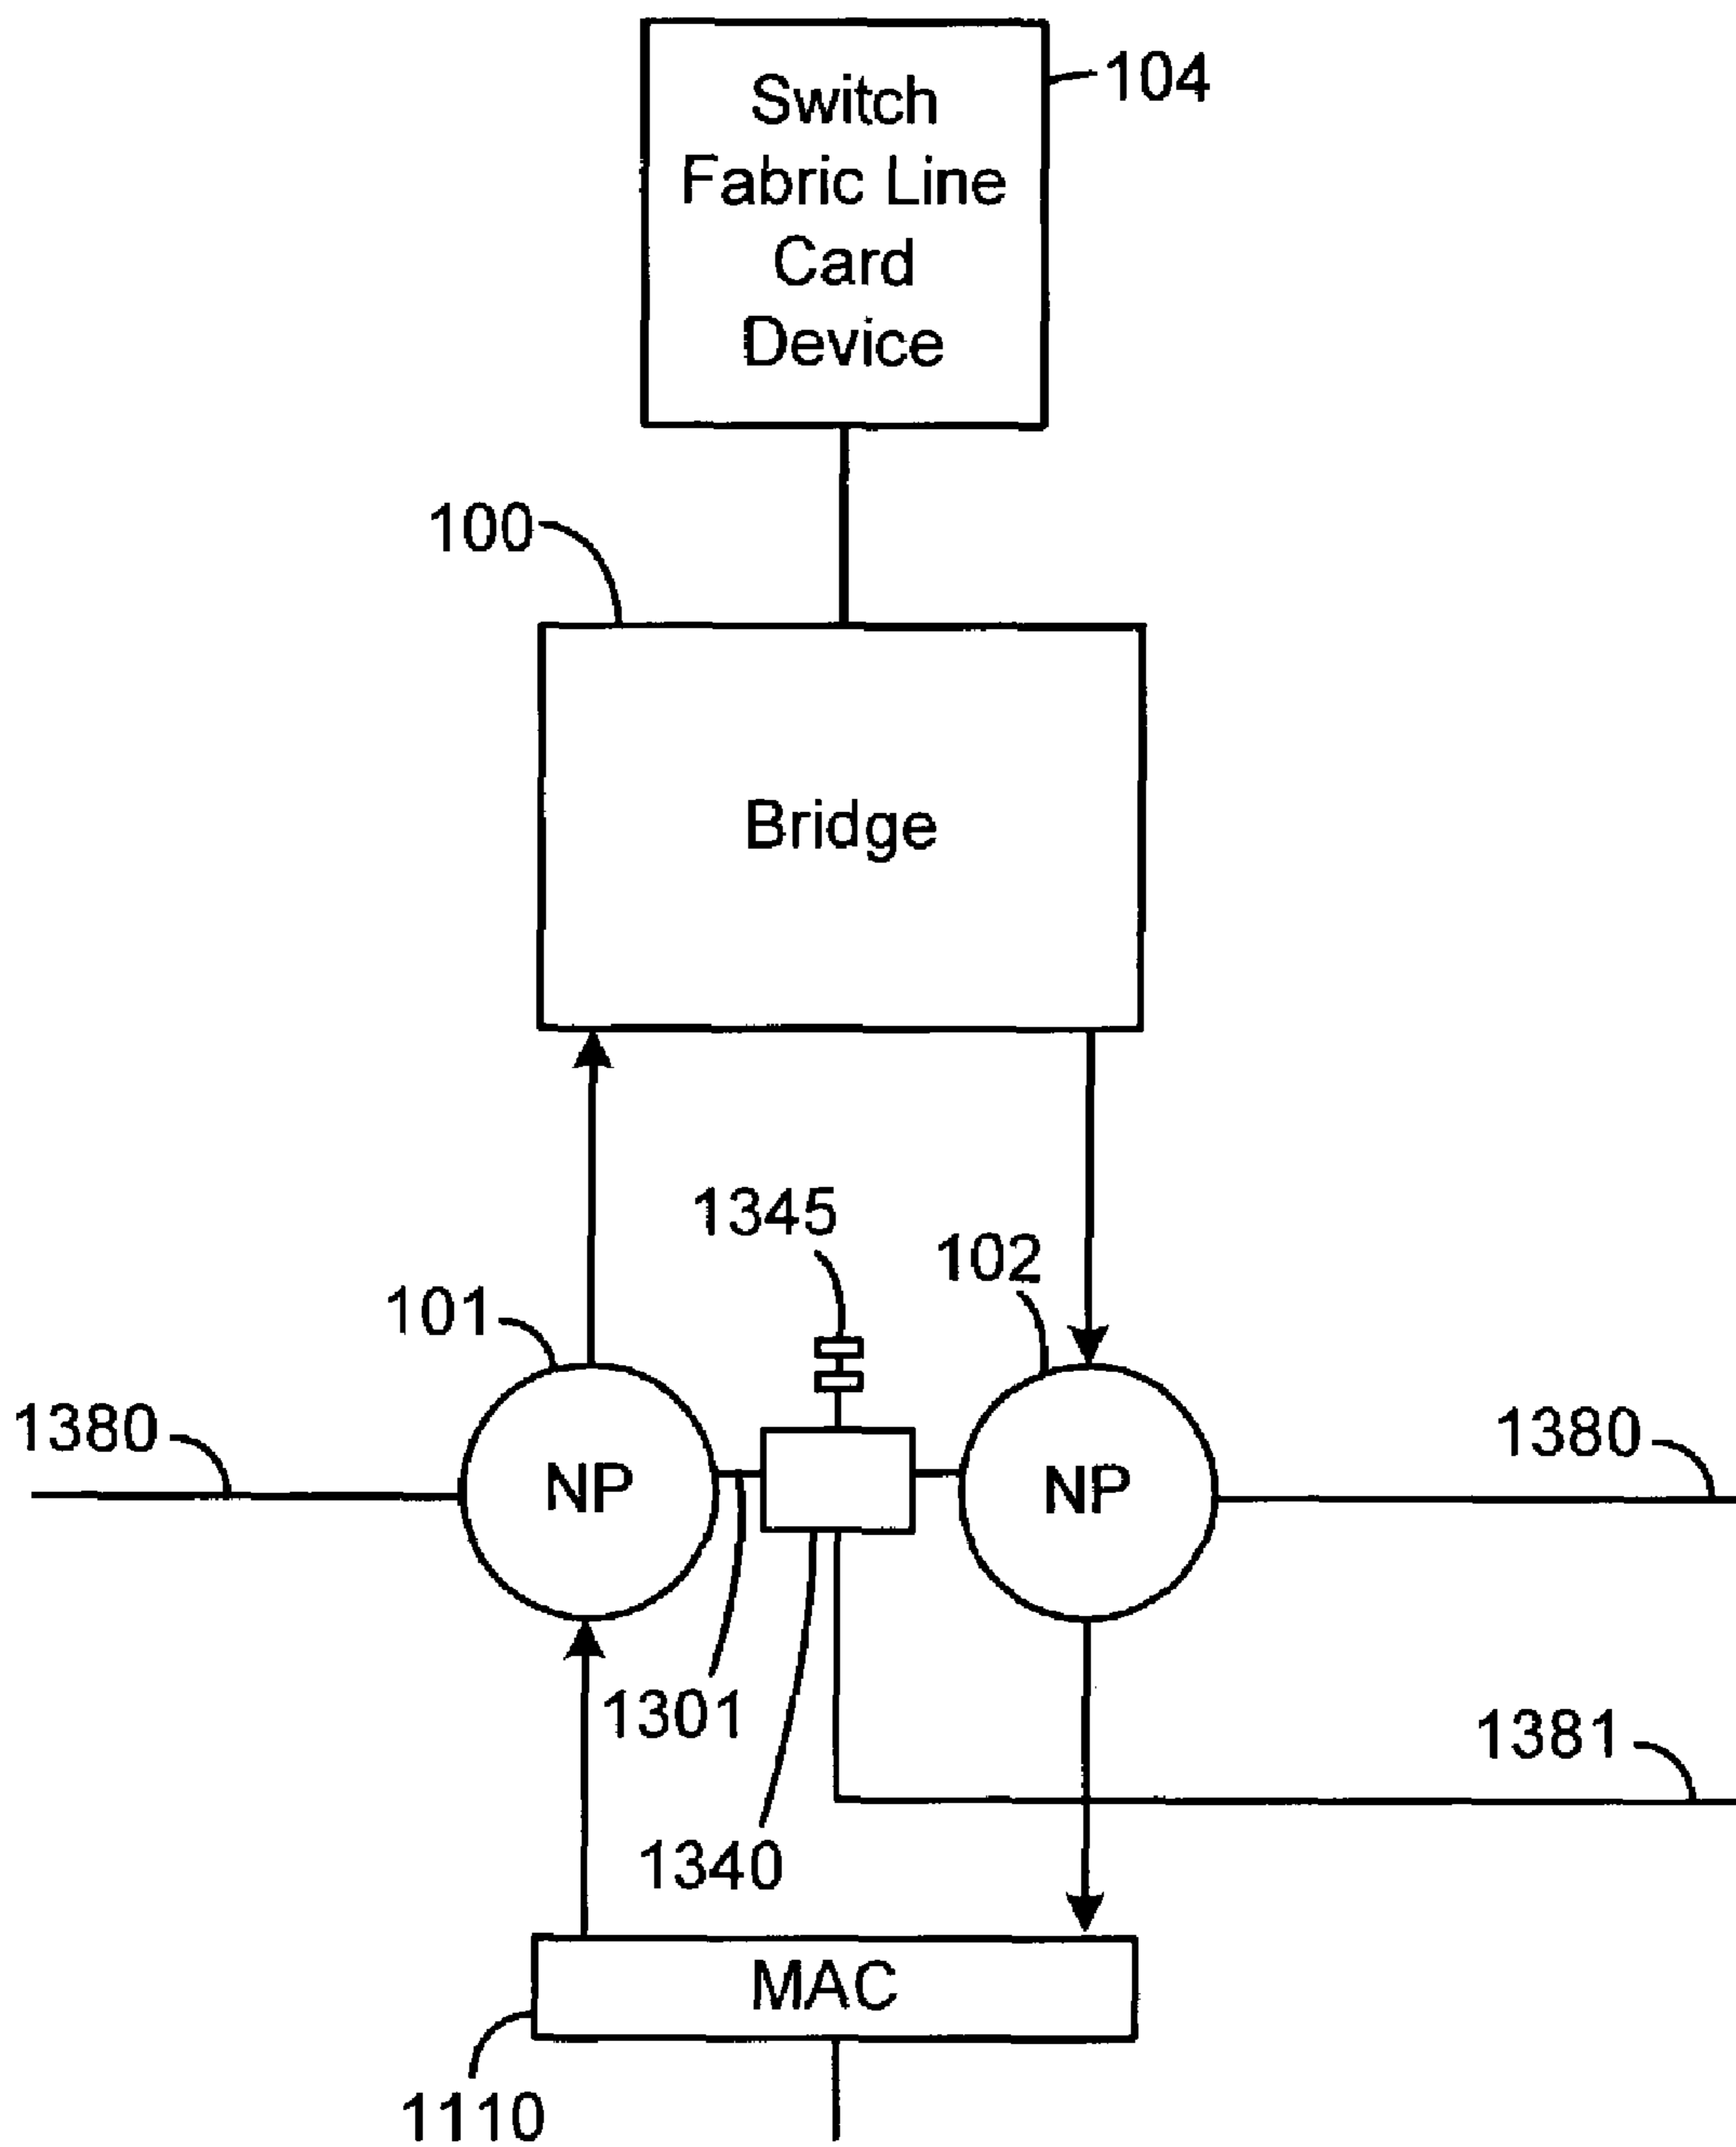 Switch
Fabric Line
Card
Device
104
100
Bridge
1345
102
101
1380
1380
NP
NP
1301
1381
1340
MAC
1110